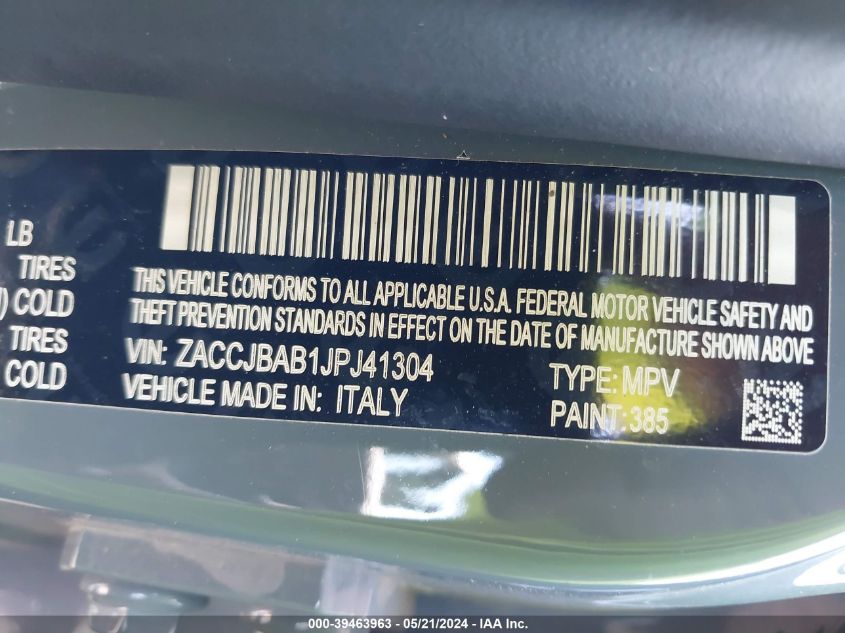 LB
TIRES
) COLD
TIRES
COLD
THIS VEHICLE CONFORMS TO ALL APPLICABLE U.S.A. FEDERAL MOTOR VEHICLE SAFETY AND
THEFT PREVENTION STANDARDS IN EFFECT ON THE DATE OF MANUFACTURE SHOWN ABOVE
VIN: ZACCJBAB1JPJ41304
TYPE: MPV
VEHICLE MADE IN: ITALY
PAINT: 385
000-39463963 - 05/21/2024 - IAA Inc.